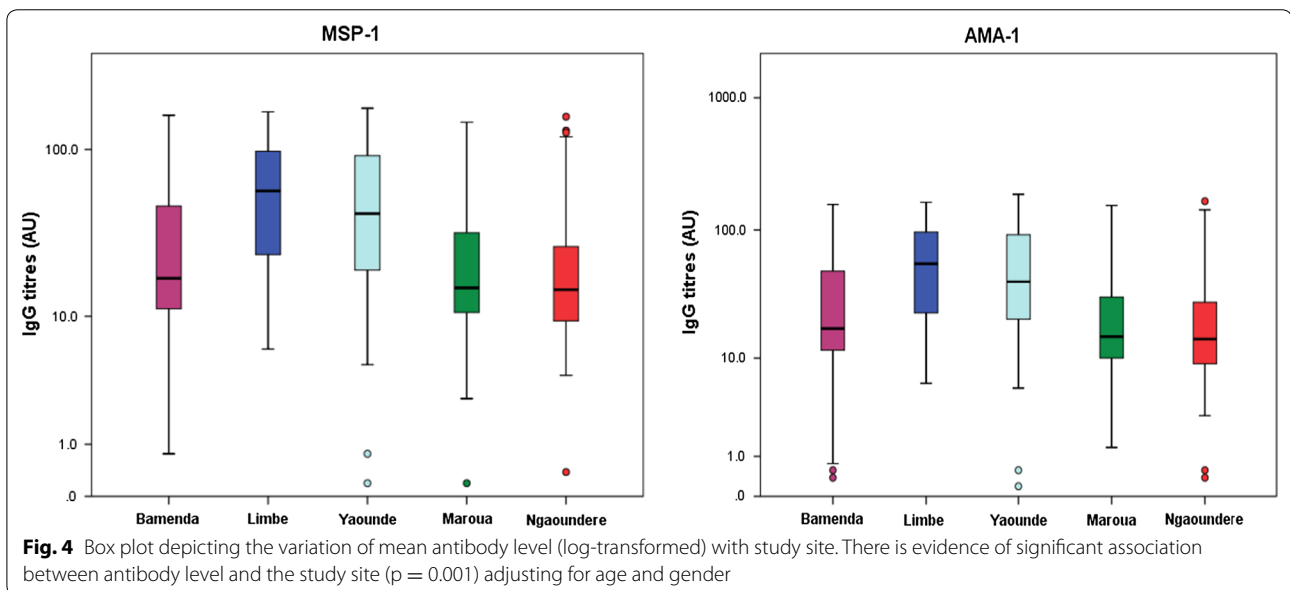 MSP-1
IgG titres (AU)
100.0
10.0
1.0
.0
Bamenda Limbe Yaounde Maroua Ngaoundere
AMA-1
IgG titres (AU)
1000.0
100.0
10.0
1.0
.0
Bamenda Limbe Yaounde Maroua Ngaoundere
Fig. 4 Box plot depicting the variation of mean antibody level (log-transformed) with study site. There is evidence of significant association
between antibody level and the study site (p = 0.001) adjusting for age and gender